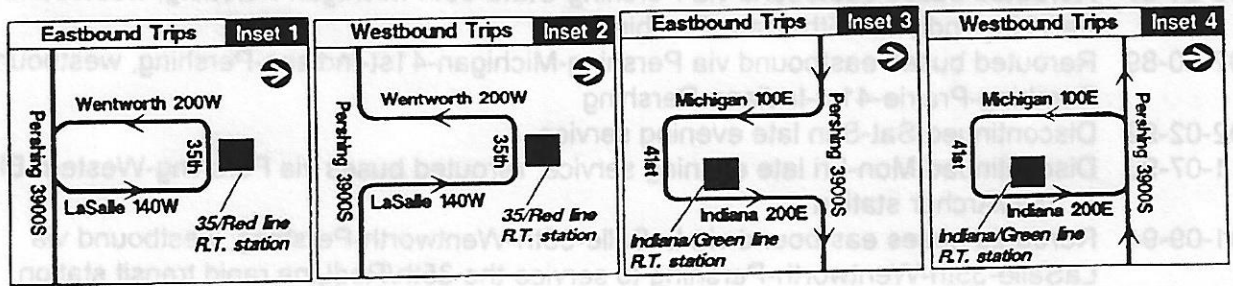 Eastbound Trips Inset 1
Wentworth 200W
Pershing 3900S
35th
LaSalle 140W
35/Red line
R.T. station
Westbound Trips Inset 2
Wentworth 200W
Pershing 3900S
35th
LaSalle 140W
35/Red line
R.T. station
Eastbound Trips Inset 3
Michigan 100E
41st
Pershing 3900S
Indiana 200E
Indiana/Green line
R.T. station
Westbound Trips Inset 4
Michigan 100E
41st
Pershing 3900S
Indiana 200E
Indiana/Green line
R.T. station